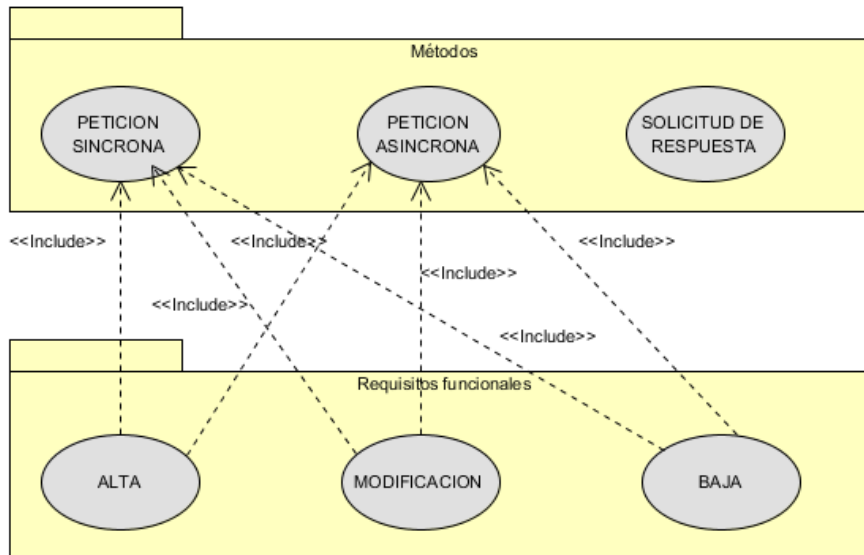 Métodos
PETICION
SINCRONA
PETICION
ASINCRONA
SOLICITUD DE
RESPUESTA
<<Include>>
<<Include>>
<<Include>>
<<Include>>
<<Include>>
<<Include>>
Requisitos funcionales
ALTA
MODIFICACION
BAJA